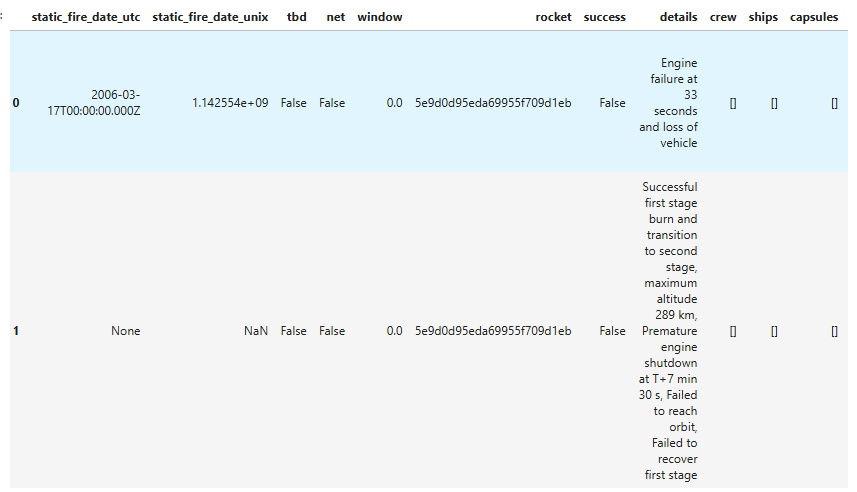 :
static_fire_date_utc static_fire_date_unix tbd net window rocket success details crew ships capsules
Engine
failure at
2006-03- 33
0 1.142554e+09 False False 0.0 5e9d0d95eda69955f709d1eb False seconds [] [] []
17T00:00:00.000Z
and loss of
vehicle
Successful
first stage
burn and
transition
to second
stage,
maximum
altitude
289 km,
1 None NaN False False 0.0 5e9d0d95eda69955f709d1eb False Premature [] [] []
engine
shutdown
at T+7 min
30 s, Failed
to reach
orbit,
Failed to
recover
first stage